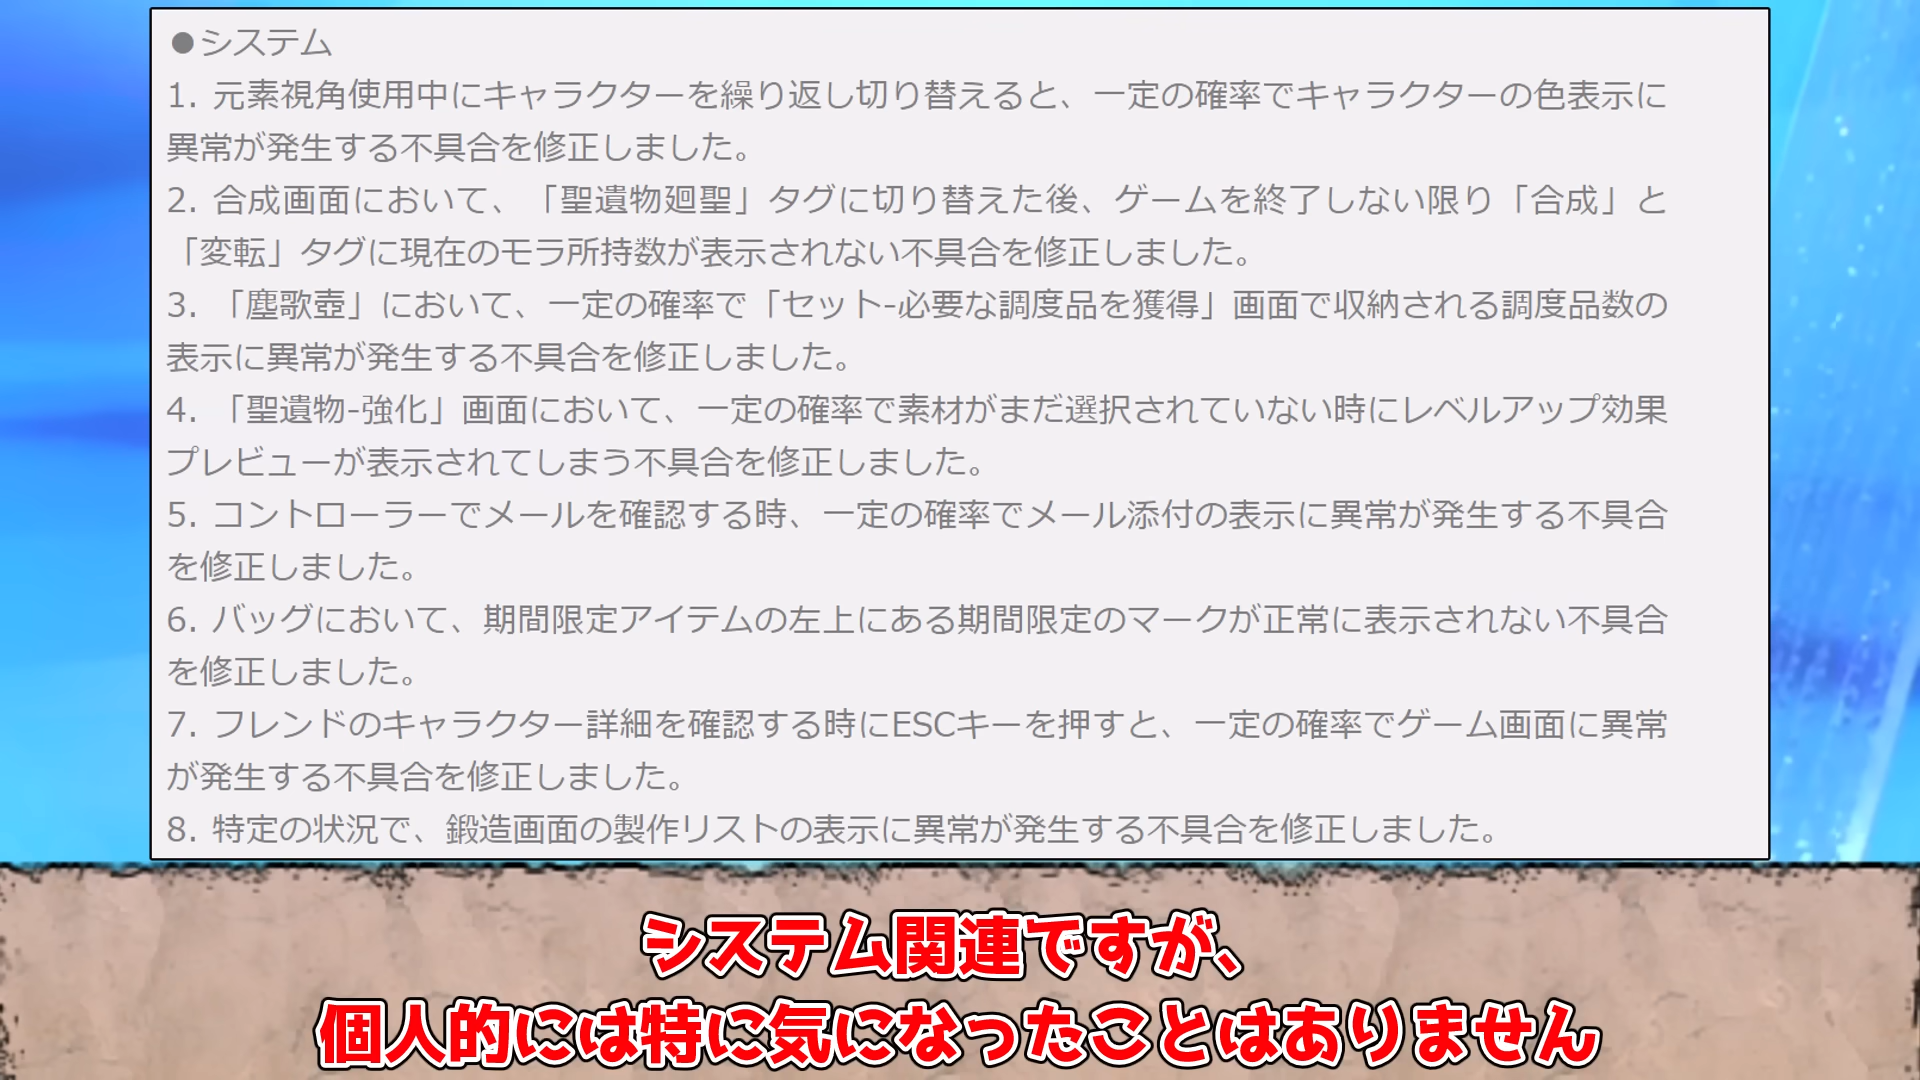 ●システム
1. 元素視角使用中にキャラクターを繰り返し切り替えると、一定の確率でキャラクターの色表示に
異常が発生する不具合を修正しました。
2. 合成画面において、「聖遺物廻聖」タグに切り替えた後、ゲームを終了しない限り「合成」と
「変転」タグに現在のモラ所持数が表示されない不具合を修正しました。
3. 「塵歌壺」において、一定の確率で「セット-必要な調度品を獲得」画面で収納される調度品数の
表示に異常が発生する不具合を修正しました。
4. 「聖遺物-強化」画面において、一定の確率で素材がまだ選択されていない時にレベルアップ効果
プレビューが表示されてしまう不具合を修正しました。
5. コントローラーでメールを確認する時、一定の確率でメール添付の表示に異常が発生する不具合
を修正しました。
6. バッグにおいて、期間限定アイテムの左上にある期間限定のマークが正常に表示されない不具合
を修正しました。
7. フレンドのキャラクター詳細を確認する時にESCキーを押すと、一定の確率でゲーム画面に異常
が発生する不具合を修正しました。
8. 特定の状況で、鍛造画面の製作リストの表示に異常が発生する不具合を修正しました。
システム関連ですが、
個人的には特に気になったことはありません